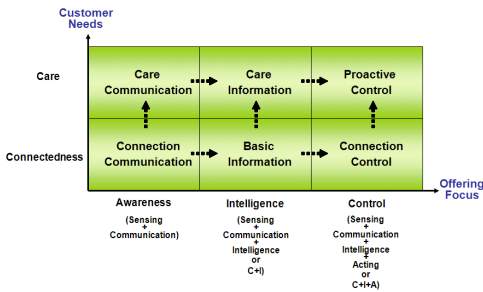 Customer
Needs
Care
Care
Communication
Care
Information
Proactive
Control
Connectedness
Connection
Communication
Basic
Information
Connection
Control
Offering
Focus
Awareness
(Sensing
+
Communication)
Intelligence
(Sensing
+
Communication
+
Intelligence
or
C+I)
Control
(Sensing
+
Communication
+
Intelligence
+
Acting
or
C+I+A)